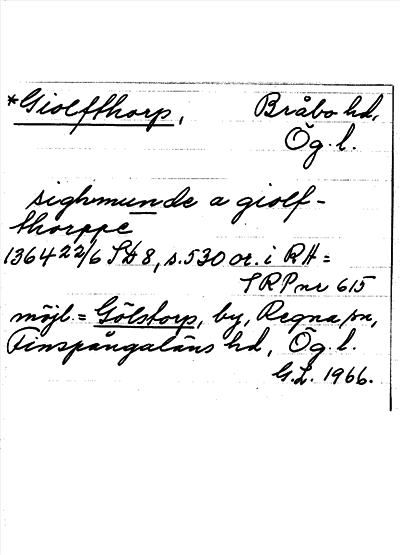 *Giolfthorp,
Bråbo hd,
Ög. l.
sighmunde a giolf-
thorppe
1364 22/6 SD 8, s. 530 or. i RA =
SRP nr 615
möjl. = Gölstorp, by, Regna sn,
Finspångaläns hd, Ög. l.
G.L. 1966.